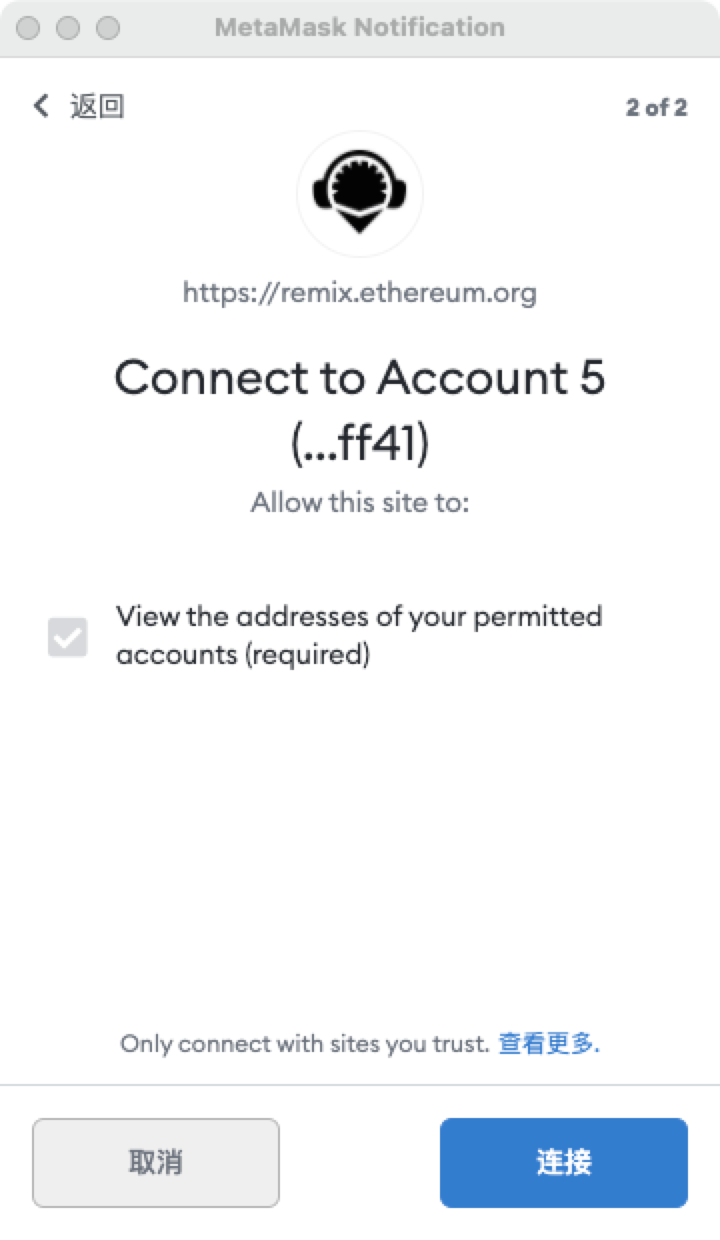 MetaMask Notification
返回
2 of 2
https://remix.ethereum.org
Connect to Account 5
(...ff41)
Allow this site to:
View the addresses of your permitted
accounts (required)
Only connect with sites you trust. 查看更多.
取消
连接